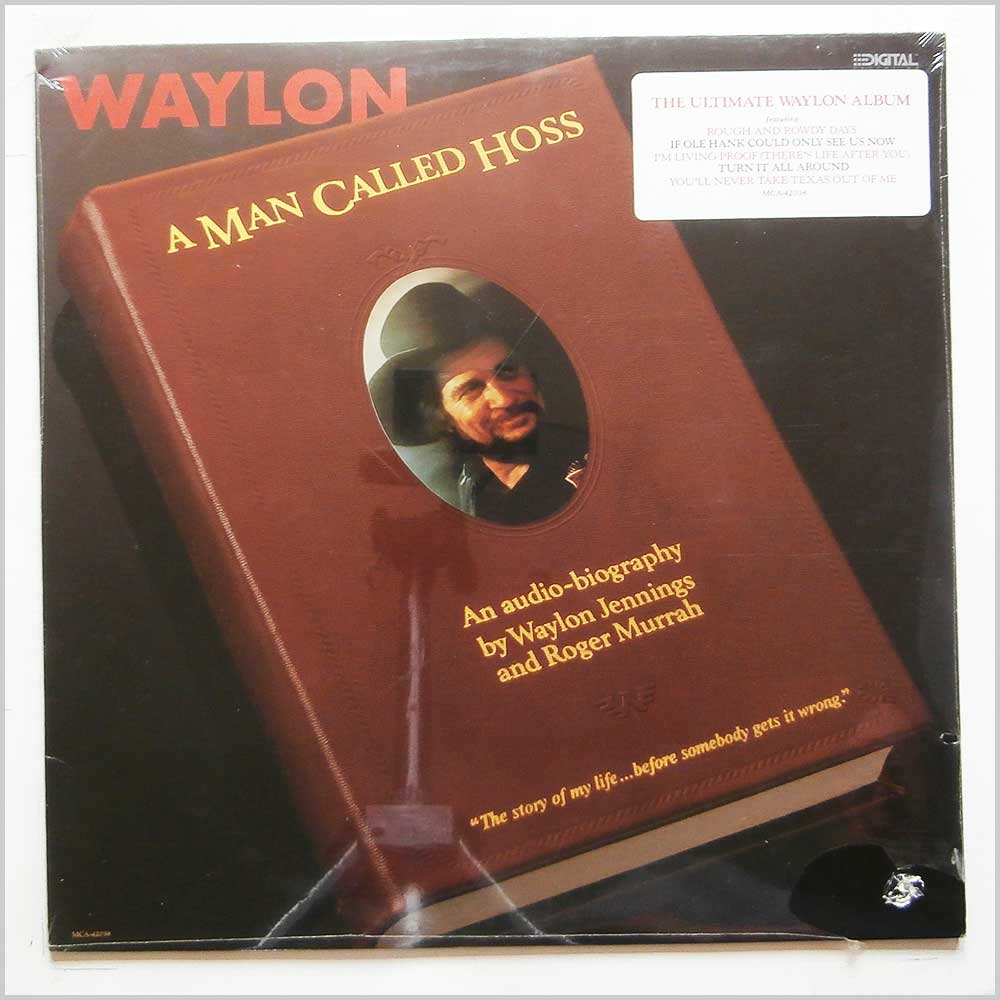 WAYLON
DIGITAL
THE ULTIMATE WAYLON ALBUM
featuring
ROUGH AND ROWDY DAYS
IF OLE HANK COULD ONLY SEE US NOW
I'M LIVING PROOF (THERE'S LIFE AFTER YOU)
TURN IT ALL AROUND
YOU'LL NEVER TAKE TEXAS OUT OF ME
A MAN CALLED HOSS
An audio-biography
by Waylon Jennings
and Roger Murrah
"The story of my life...before somebody gets it wrong."